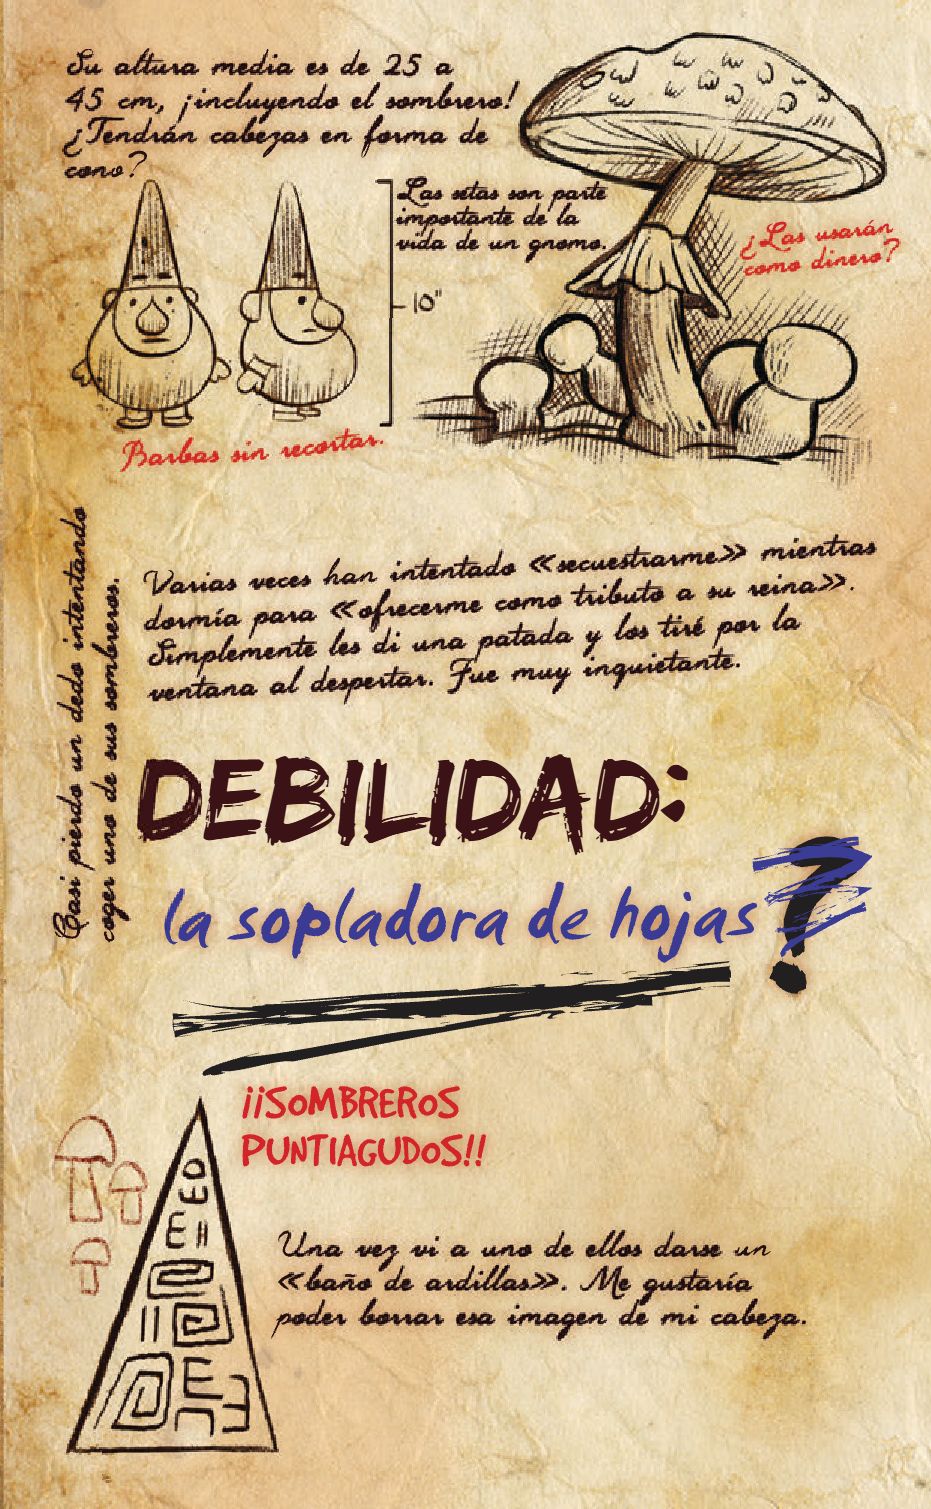 Su altura media es de 25 a
45 cm, ¡incluyendo el sombrero!
¿Tendrán cabezas en forma de
cono?
Las setas son parte
importante de la
vida de un gnomo.
¿Las usarán
como dinero?
10"
Barbas sin recortar.
Casi pierdo un dedo intentando
coger uno de sus sombreros.
Varias veces han intentado «secuestrarme» mientras
dormía para «ofrecerme como tributo a su reina».
Simplemente les di una patada y los tiré por la
ventana al despertar. Fue muy inquietante.
DEBILIDAD:
la sopladora de hojas
?
¡¡SOMBREROS
PUNTIAGUDOS!!
Una vez vi a uno de ellos darse un
«baño de ardillas». Me gustaría
poder borrar esa imagen de mi cabeza.